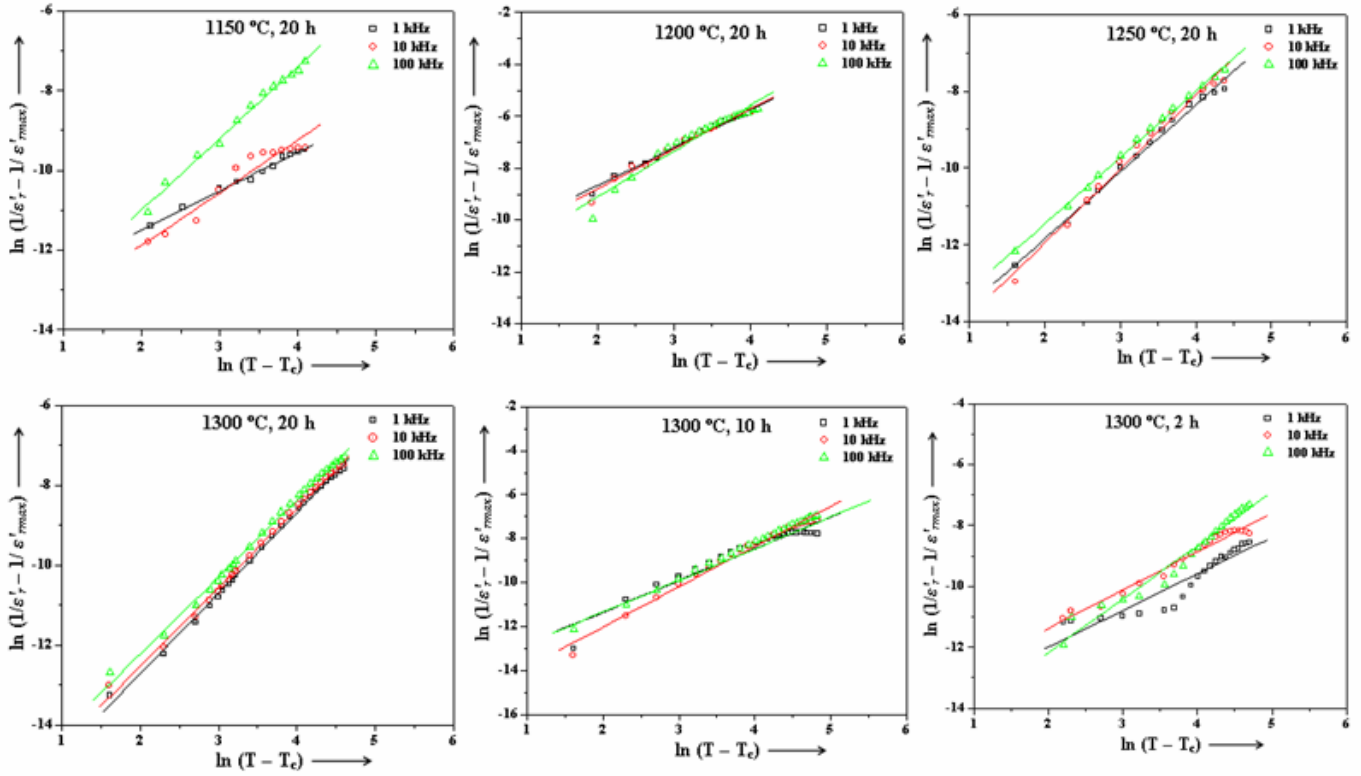 1150 °C, 20 h
1 kHz
10 kHz
100 kHz
ln (1/ε'r – 1/ ε'rmax)
-6
-8
-10
-12
-14
1 2 3 4 5 6
ln (T – Tc)
1200 °C, 20 h
1 kHz
10 kHz
100 kHz
ln (1/ε'r – 1/ ε'rmax)
-2
-4
-6
-8
-10
-12
-14
1 2 3 4 5 6
ln (T – Tc)
1250 °C, 20 h
1 kHz
10 kHz
100 kHz
ln (1/ε'r – 1/ ε'rmax)
-8
-10
-12
-14
1 2 3 4 5 6
ln (T – Tc)
1300 °C, 20 h
1 kHz
10 kHz
100 kHz
ln (1/ε'r – 1/ ε'rmax)
-6
-8
-10
-12
-14
1 2 3 4 5 6
ln (T – Tc)
1300 °C, 10 h
1 kHz
10 kHz
100 kHz
ln (1/ε'r – 1/ ε'rmax)
-2
-4
-6
-8
-10
-12
-14
-16
1 2 3 4 5 6
ln (T – Tc)
1300 °C, 2 h
1 kHz
10 kHz
100 kHz
ln (1/ε'r – 1/ ε'rmax)
-4
-6
-8
-10
-12
-14
1 2 3 4 5 6
ln (T – Tc)